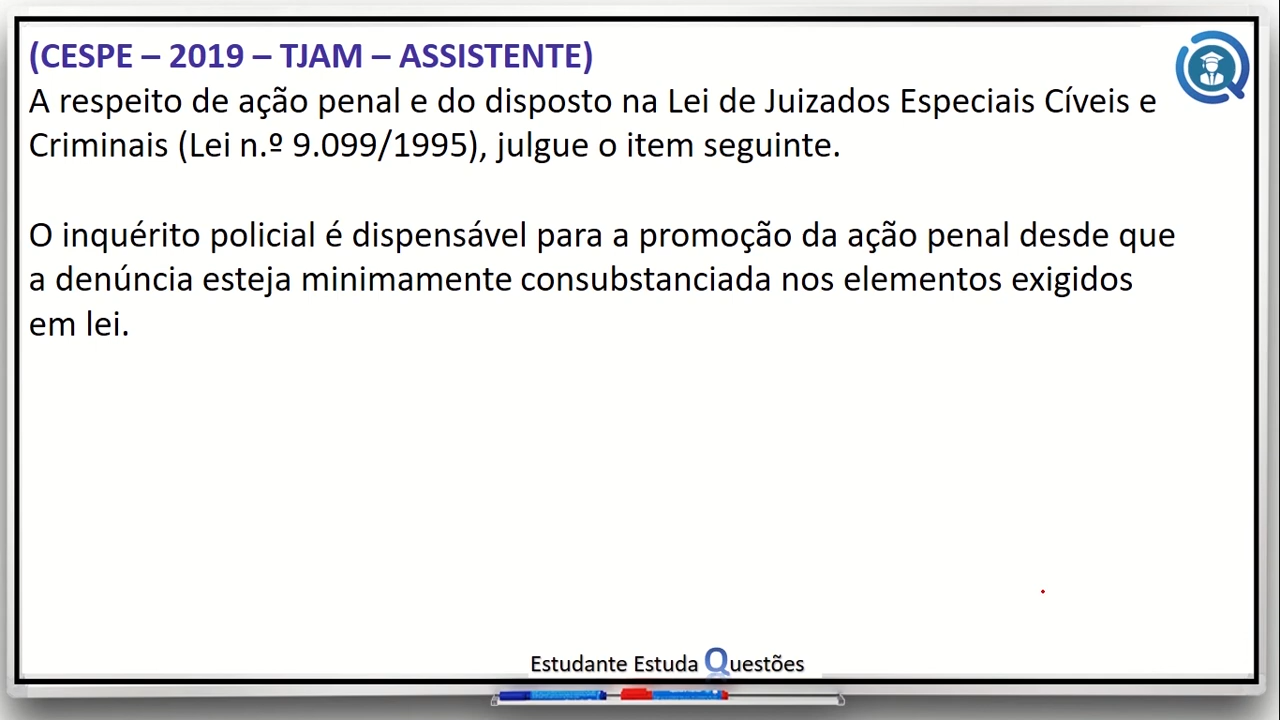 (CESPE – 2019 – TJAM – ASSISTENTE)
A respeito de ação penal e do disposto na Lei de Juizados Especiais Cíveis e
Criminais (Lei n.º 9.099/1995), julgue o item seguinte.
O inquérito policial é dispensável para a promoção da ação penal desde que
a denúncia esteja minimamente consubstanciada nos elementos exigidos
em lei.
Estudante Estuda Questões